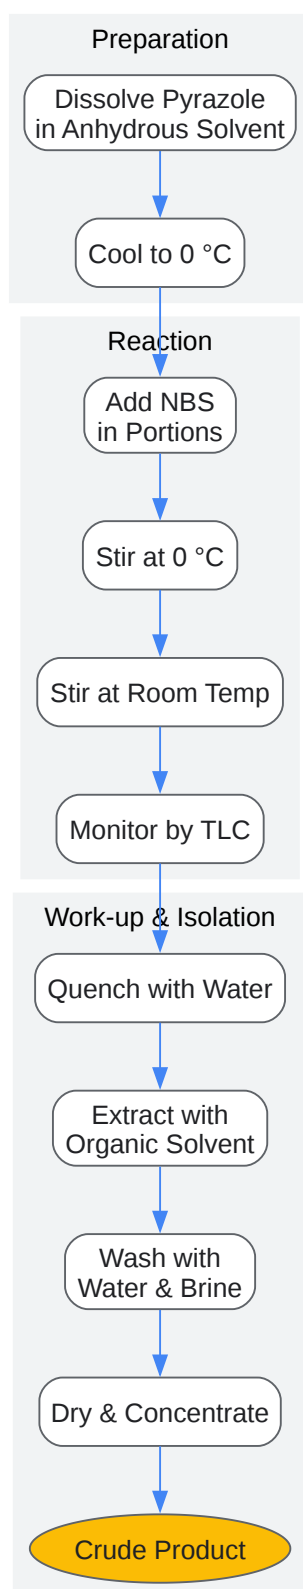 Preparation
Dissolve Pyrazole
in Anhydrous Solvent
Cool to 0 °C
Reaction
Add NBS
in Portions
Stir at 0 °C
Stir at Room Temp
Monitor by TLC
Work-up & Isolation
Quench with Water
Extract with
Organic Solvent
Wash with
Water & Brine
Dry & Concentrate
Crude Product